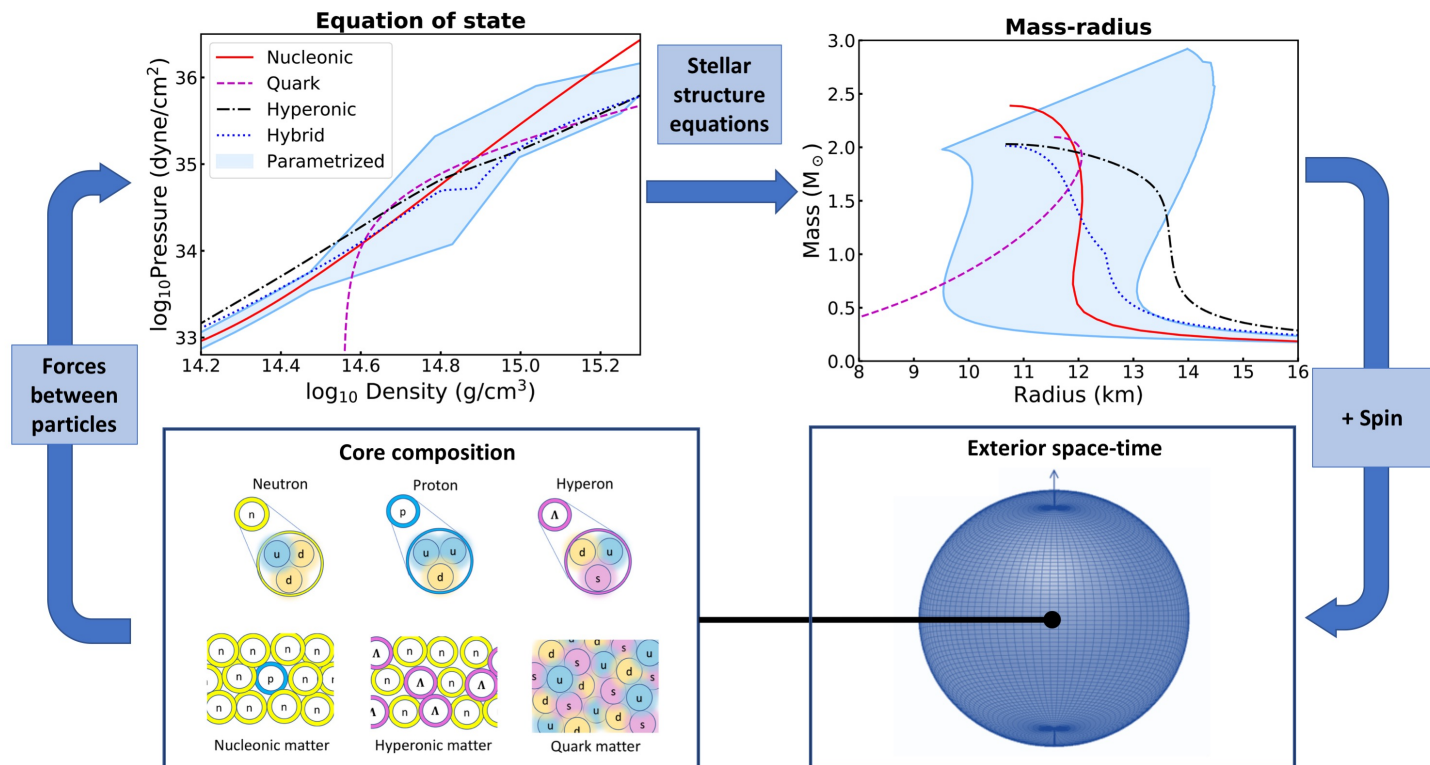 Equation of state
log₁₀Pressure (dyne/cm²)
36
35
34
33
Nucleonic
Quark
Hyperonic
Hybrid
Parametrized
14.2 14.4 14.6 14.8 15.0 15.2
log₁₀ Density (g/cm³)
Stellar
structure
equations
Mass-radius
Mass (M⊙)
3.0
2.5
2.0
1.5
1.0
0.5
0.0
8 9 10 11 12 13 14 15 16
Radius (km)
Forces
between
particles
+ Spin
Core composition
Neutron Proton Hyperon
n p Λ
u d d
u u d
d u s
n n n n
n p n n
n n n n
Λ n n n
n Λ n Λ
Λ n Λ n
u d s u
s u d
d u s
d s u
s d u s
u d
Nucleonic matter Hyperonic matter Quark matter
Exterior space-time